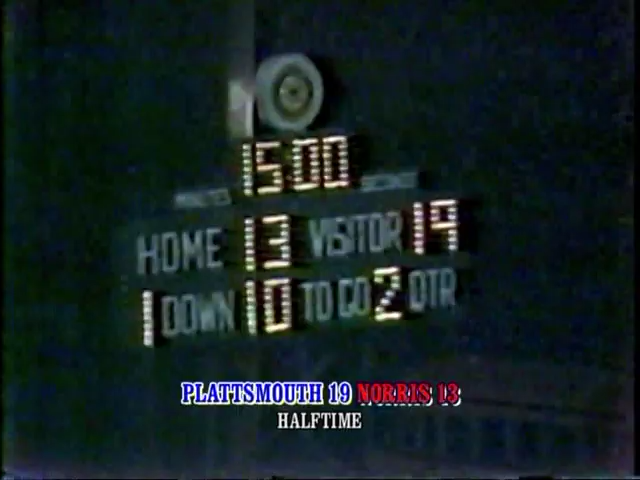 15 00
MINUTES SECONDS
HOME 13 VISITOR 19
1 DOWN 10 TO GO 2 QTR
PLATTSMOUTH 19 NORRIS 13
HALFTIME